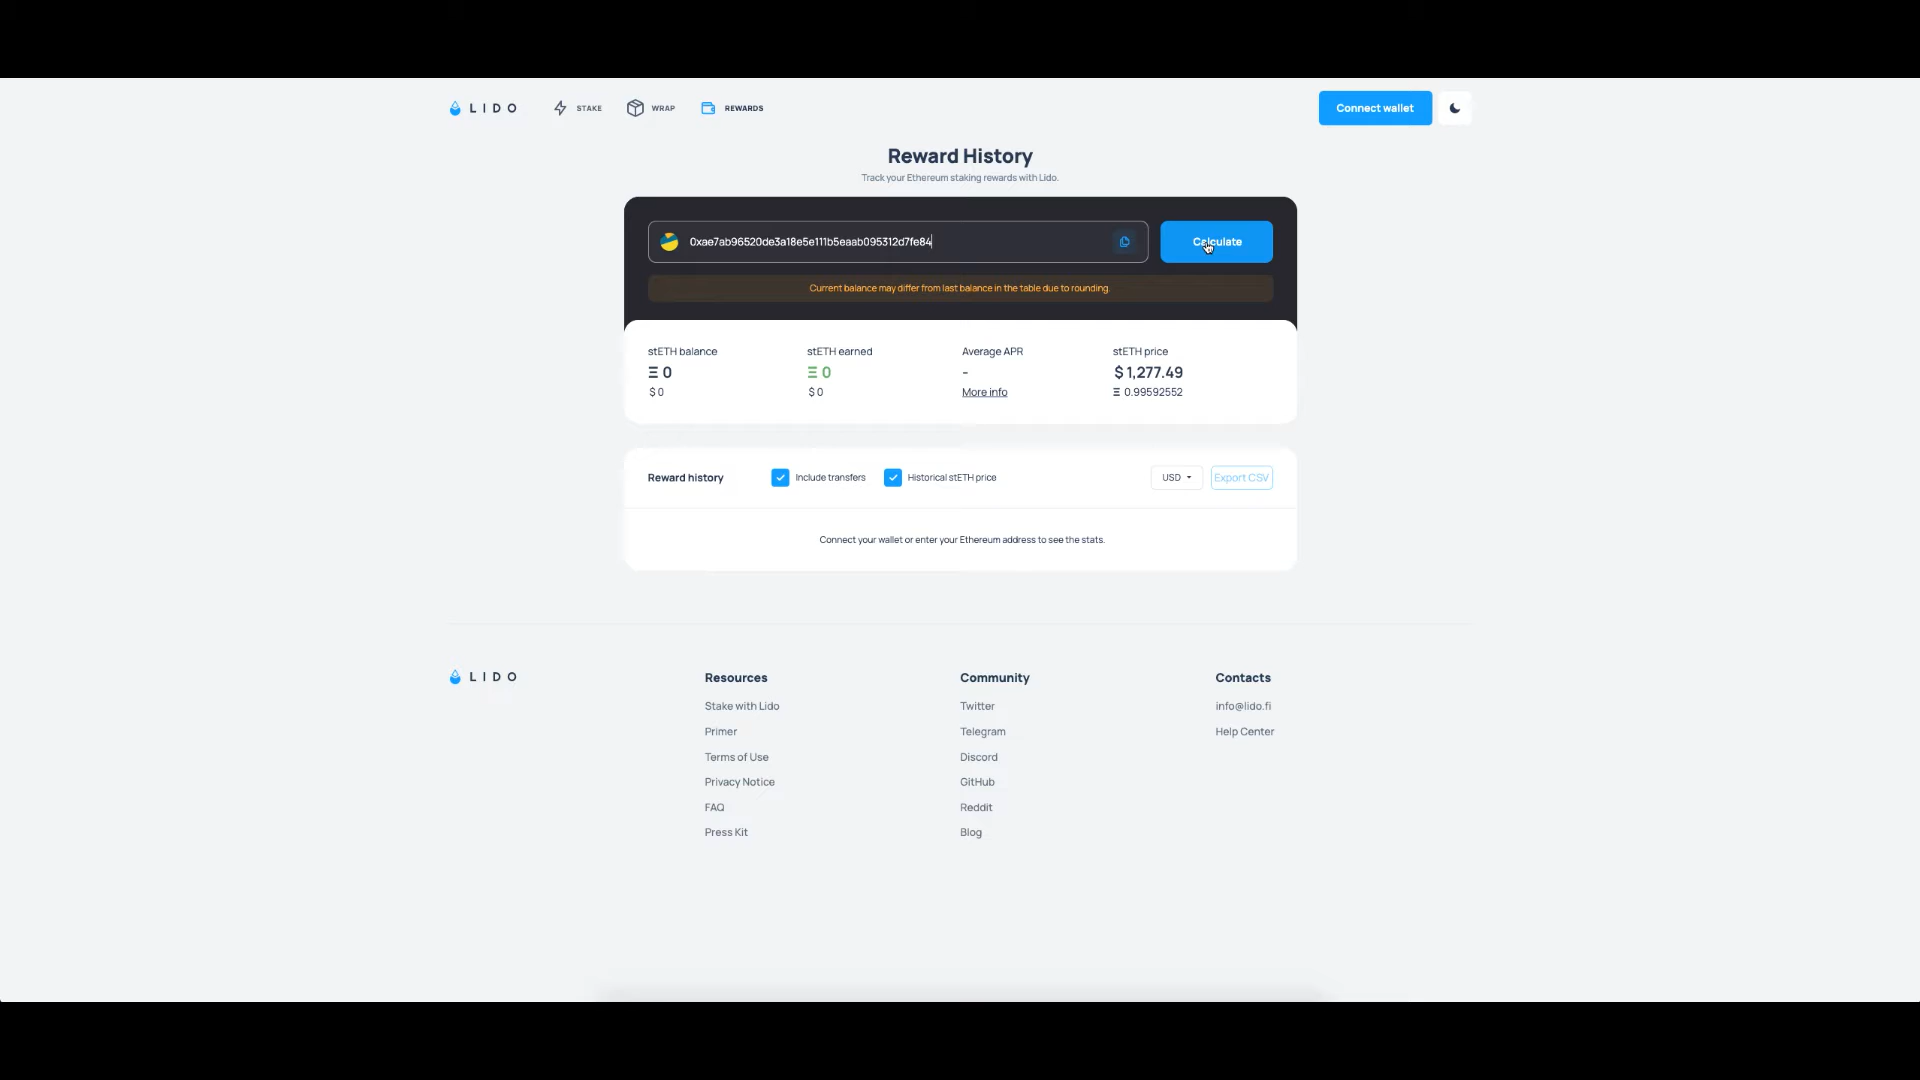 LIDO
STAKE
WRAP
REWARDS
Connect wallet
Reward History
Track your Ethereum staking rewards with Lido.
0xae7ab96520de3a18e5e111b5eaab095312d7fe84
Calculate
Current balance may differ from last balance in the table due to rounding.
stETH balance
Ξ 0
$ 0
stETH earned
Ξ 0
$ 0
Average APR
-
More info
stETH price
$ 1,277.49
Ξ 0.99592552
Reward history
Include transfers
Historical stETH price
USD
Export CSV
Connect your wallet or enter your Ethereum address to see the stats.
LIDO
Resources
Stake with Lido
Primer
Terms of Use
Privacy Notice
FAQ
Press Kit
Community
Twitter
Telegram
Discord
GitHub
Reddit
Blog
Contacts
info@lido.fi
Help Center